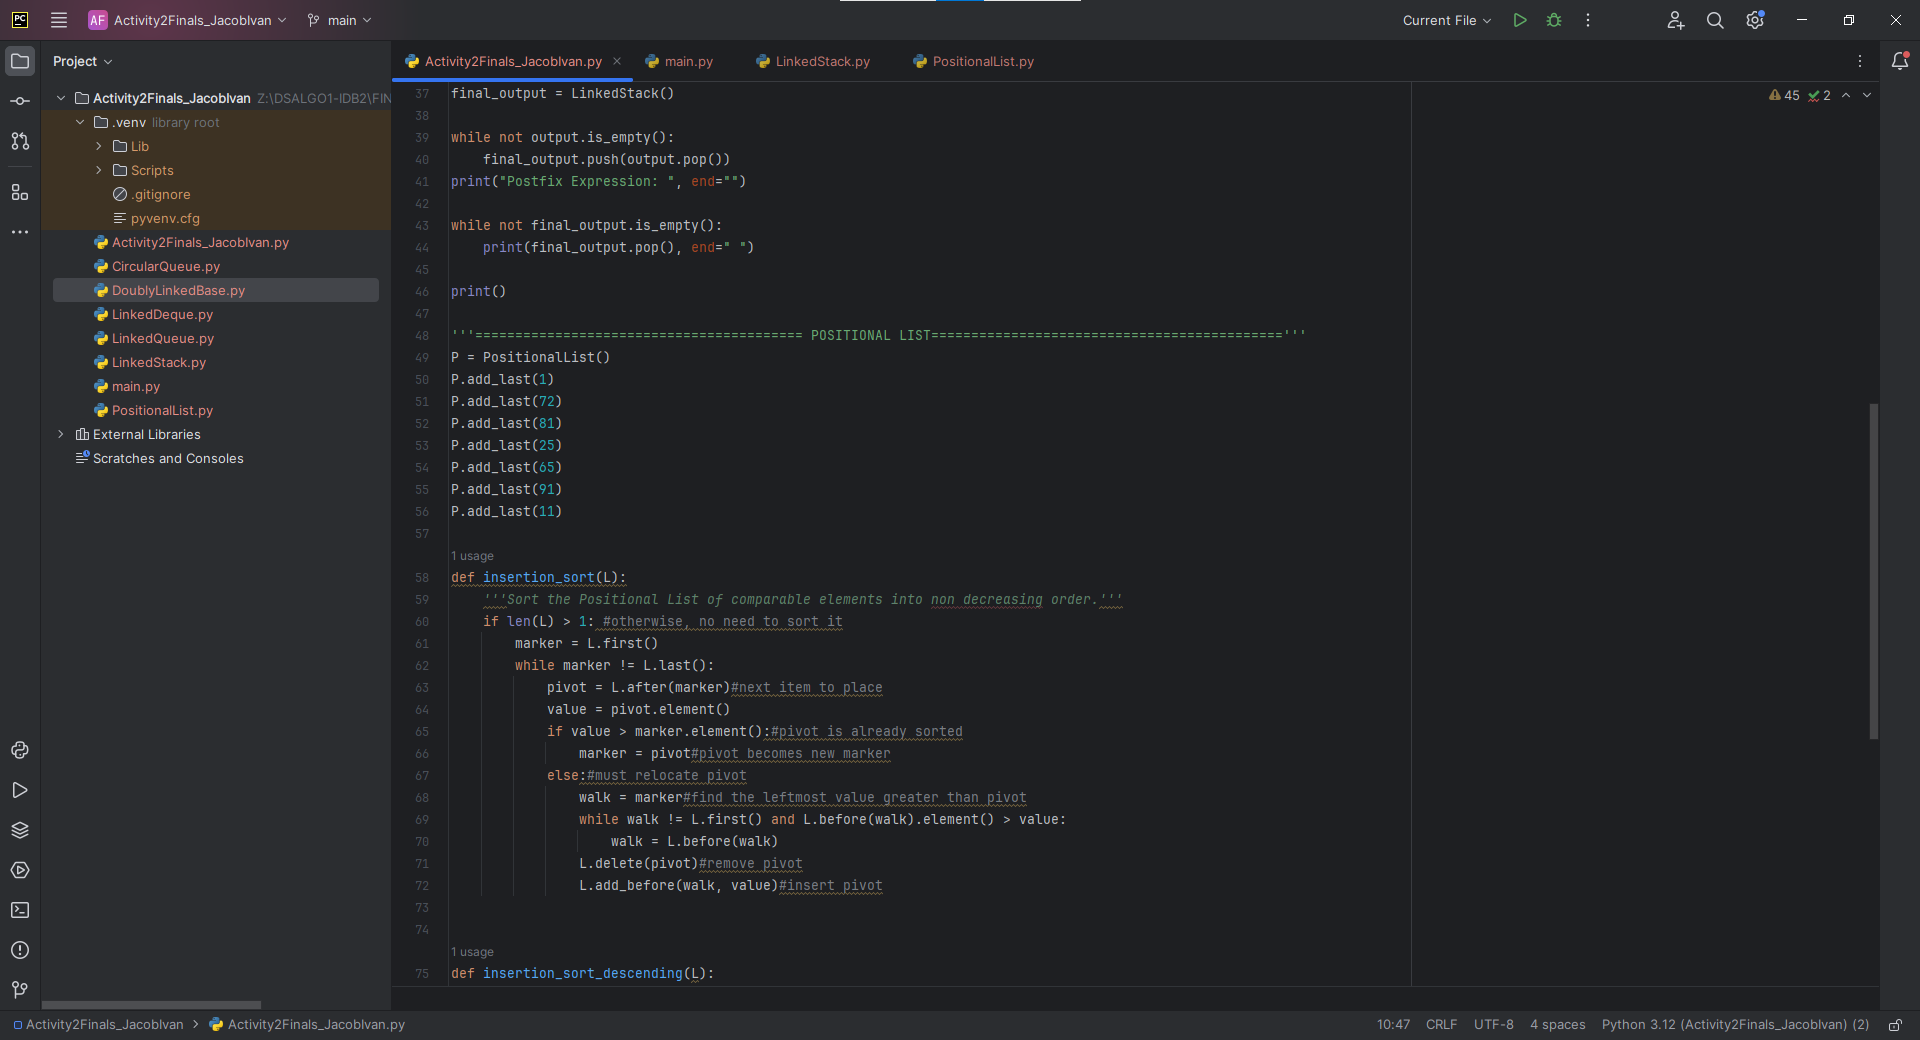 PC
AF Activity2Finals_JacobIvan main Current File
Project
Activity2Finals_JacobIvan.py main.py LinkedStack.py PositionalList.py
Activity2Finals_JacobIvan Z:\DSALGO1-IDB2\FIN
.venv library root
Lib
Scripts
.gitignore
pyvenv.cfg
Activity2Finals_JacobIvan.py
CircularQueue.py
DoublyLinkedBase.py
LinkedDeque.py
LinkedQueue.py
LinkedStack.py
main.py
PositionalList.py
External Libraries
Scratches and Consoles
45 2
37 final_output = LinkedStack()
38
39 while not output.is_empty():
40 final_output.push(output.pop())
41 print("Postfix Expression: ", end="")
42
43 while not final_output.is_empty():
44 print(final_output.pop(), end=" ")
45
46 print()
47
48 '''========================================= POSITIONAL LIST============================================'''
49 P = PositionalList()
50 P.add_last(1)
51 P.add_last(72)
52 P.add_last(81)
53 P.add_last(25)
54 P.add_last(65)
55 P.add_last(91)
56 P.add_last(11)
57
1 usage
58 def insertion_sort(L):
59 '''Sort the Positional List of comparable elements into non decreasing order.'''
60 if len(L) > 1: #otherwise, no need to sort it
61 marker = L.first()
62 while marker != L.last():
63 pivot = L.after(marker)#next item to place
64 value = pivot.element()
65 if value > marker.element():#pivot is already sorted
66 marker = pivot#pivot becomes new marker
67 else:#must relocate pivot
68 walk = marker#find the leftmost value greater than pivot
69 while walk != L.first() and L.before(walk).element() > value:
70 walk = L.before(walk)
71 L.delete(pivot)#remove pivot
72 L.add_before(walk, value)#insert pivot
73
74
1 usage
75 def insertion_sort_descending(L):
Activity2Finals_JacobIvan > Activity2Finals_JacobIvan.py 10:47 CRLF UTF-8 4 spaces Python 3.12 (Activity2Finals_JacobIvan) (2)